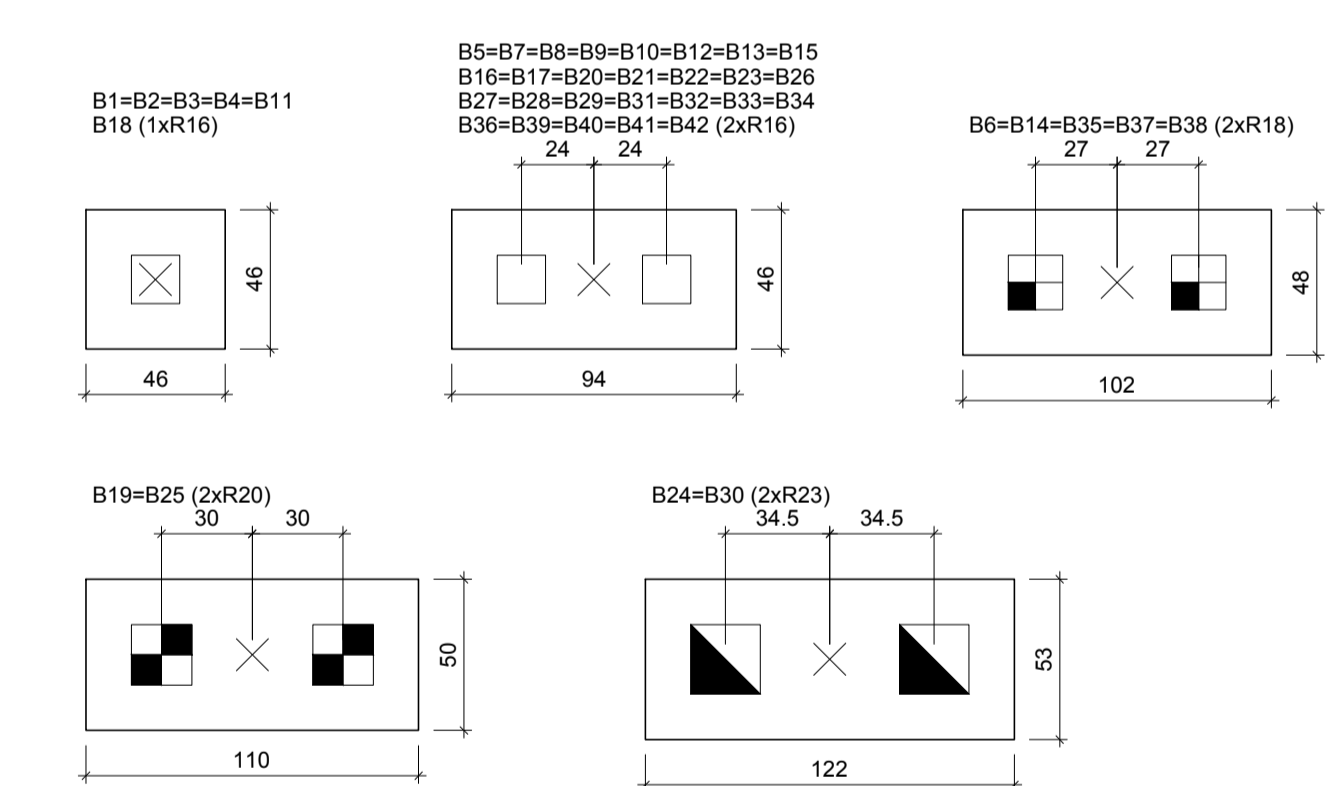 B1=B2=B3=B4=B11
B18 (1xR16)
46
46
B5=B7=B8=B9=B10=B12=B13=B15
B16=B17=B20=B21=B22=B23=B26
B27=B28=B29=B31=B32=B33=B34
B36=B39=B40=B41=B42 (2xR16)
24 24
46
94
B6=B14=B35=B37=B38 (2xR18)
27 27
48
102
B19=B25 (2xR20)
30 30
50
110
B24=B30 (2xR23)
34.5 34.5
53
122